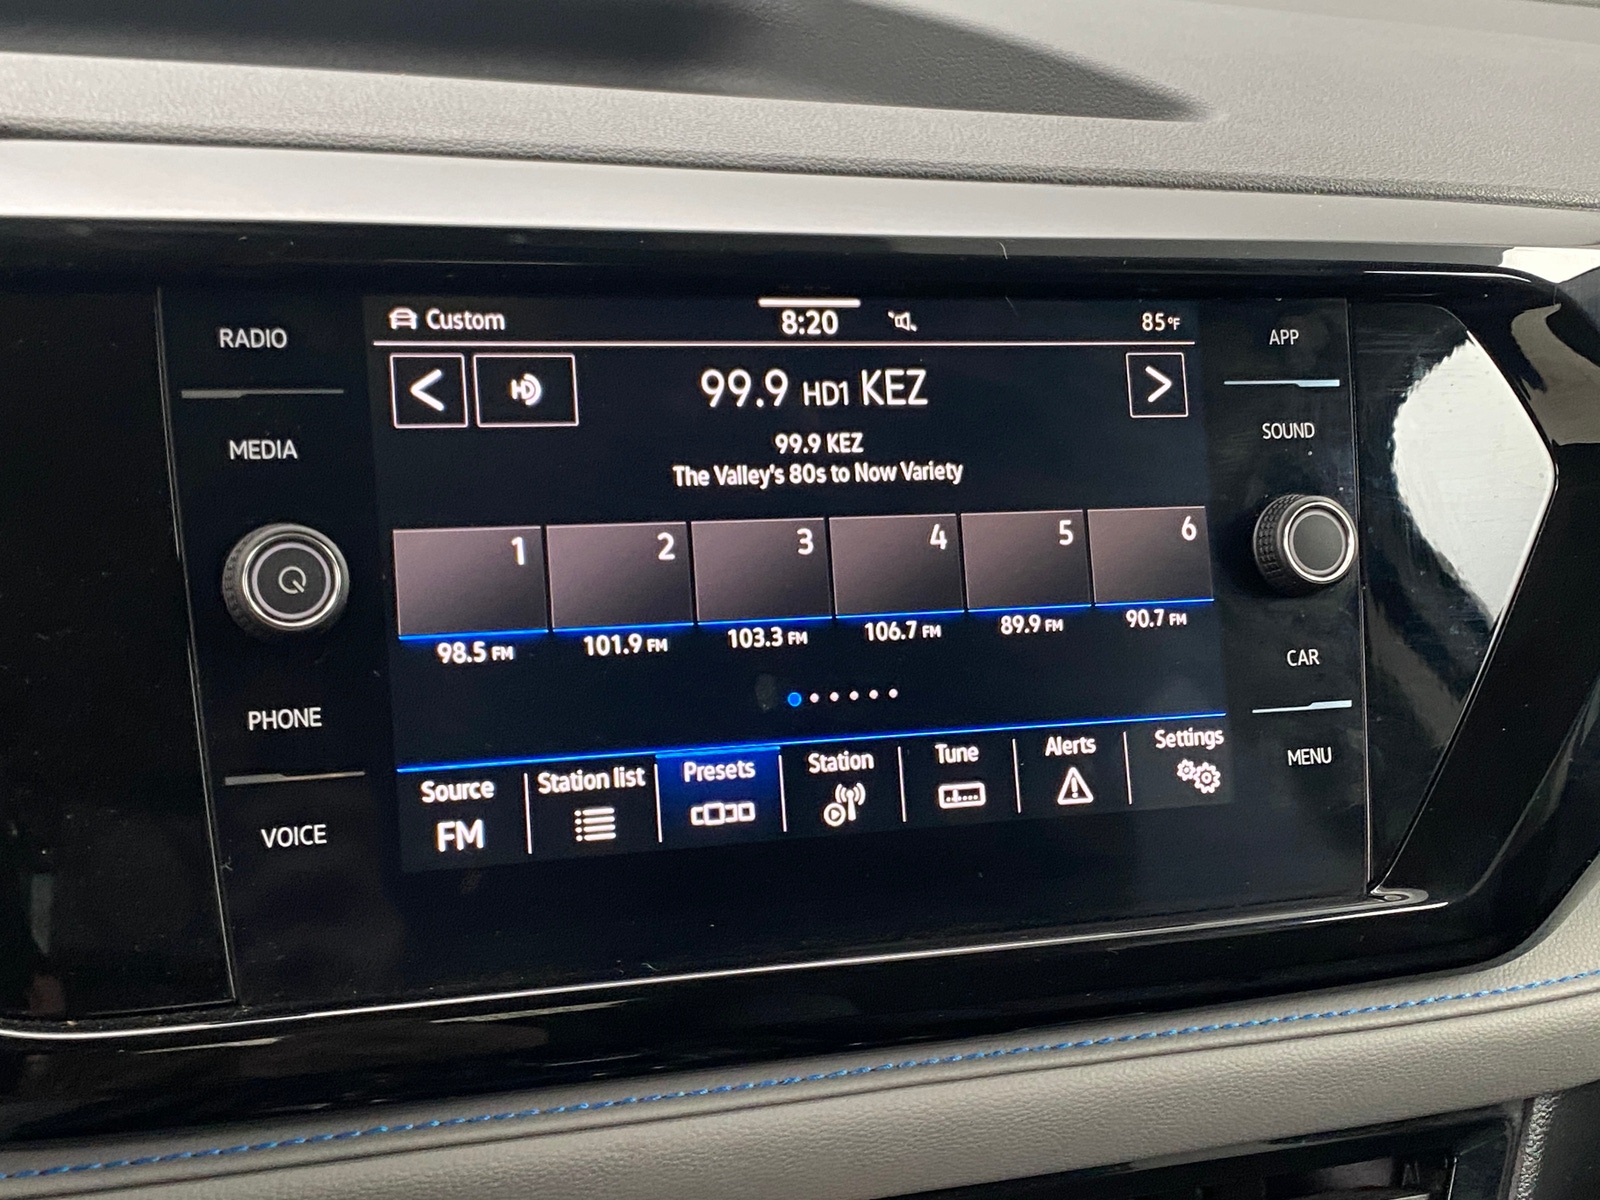 RADIO
MEDIA
PHONE
VOICE
Custom
8:20
85°F
HD
99.9 HD1 KEZ
99.9 KEZ
The Valley's 80s to Now Variety
1 2 3 4 5 6
98.5 FM 101.9 FM 103.3 FM 106.7 FM 89.9 FM 90.7 FM
Source Station list Presets Station Tune Alerts Settings
FM
APP
SOUND
CAR
MENU